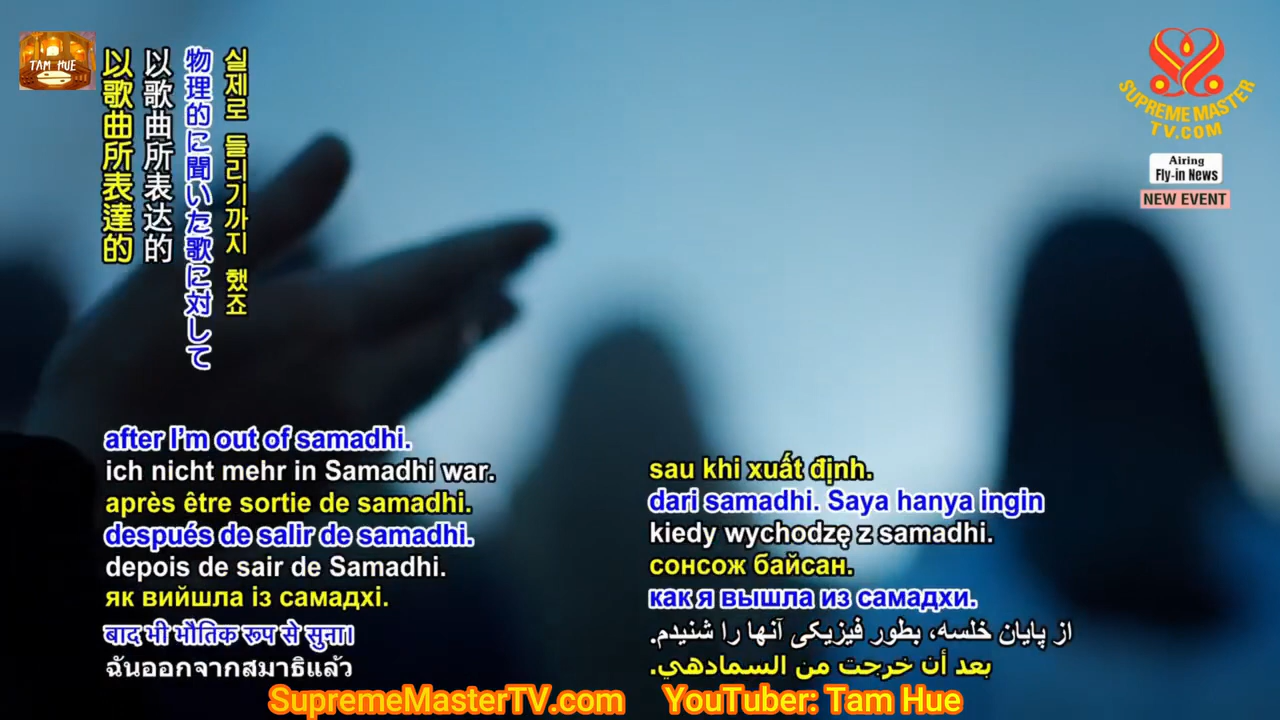 TAM HUE
실제로 들리기까지 했죠
物理的に聞いた歌に対して
以歌曲所表达的
以歌曲所表達的
SUPREME MASTER
TV.COM
Airing
Fly-in News
NEW EVENT
after I'm out of samadhi.
ich nicht mehr in Samadhi war.
après être sortie de samadhi.
después de salir de samadhi.
depois de sair de Samadhi.
як вийшла із самадхі.
बाद भी भौतिक रूप से सुना।
ฉันออกจากสมาธิแล้ว
sau khi xuất định.
dari samadhi. Saya hanya ingin
kiedy wychodzę z samadhi.
сонсож байсан.
как я вышла из самадхи.
از پایان خلسه، بطور فیزیکی آنها را شنیدم.
بعد أن خرجت من السمادهي.
SupremeMasterTV.com YouTuber: Tam Hue